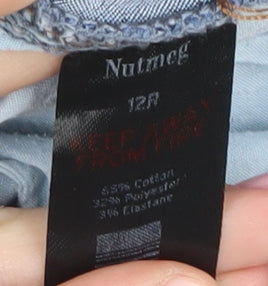 Nutmeg
12R
KEEP AWAY
FROM FIRE
65% Cotton
32% Polyester
3% Elastane